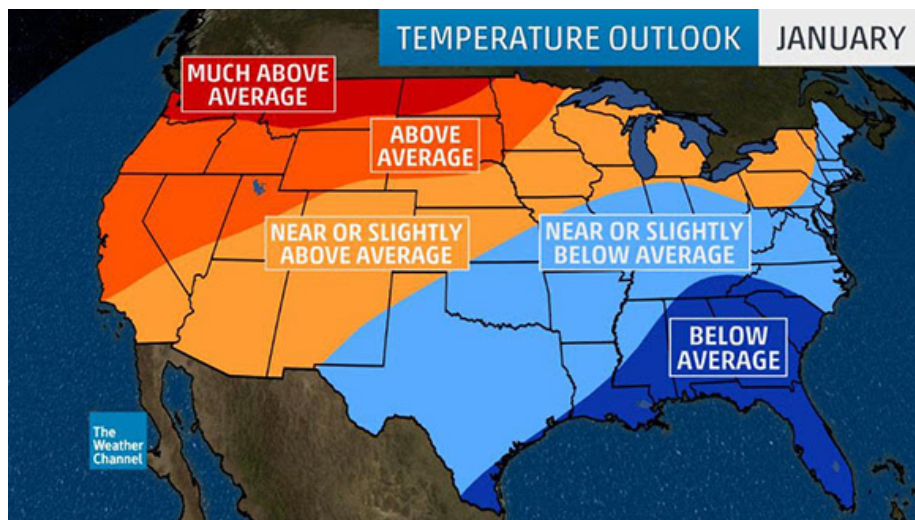 TEMPERATURE OUTLOOK
JANUARY
MUCH ABOVE
AVERAGE
ABOVE
AVERAGE
NEAR OR SLIGHTLY
ABOVE AVERAGE
NEAR OR SLIGHTLY
BELOW AVERAGE
BELOW
AVERAGE
The
Weather
Channel